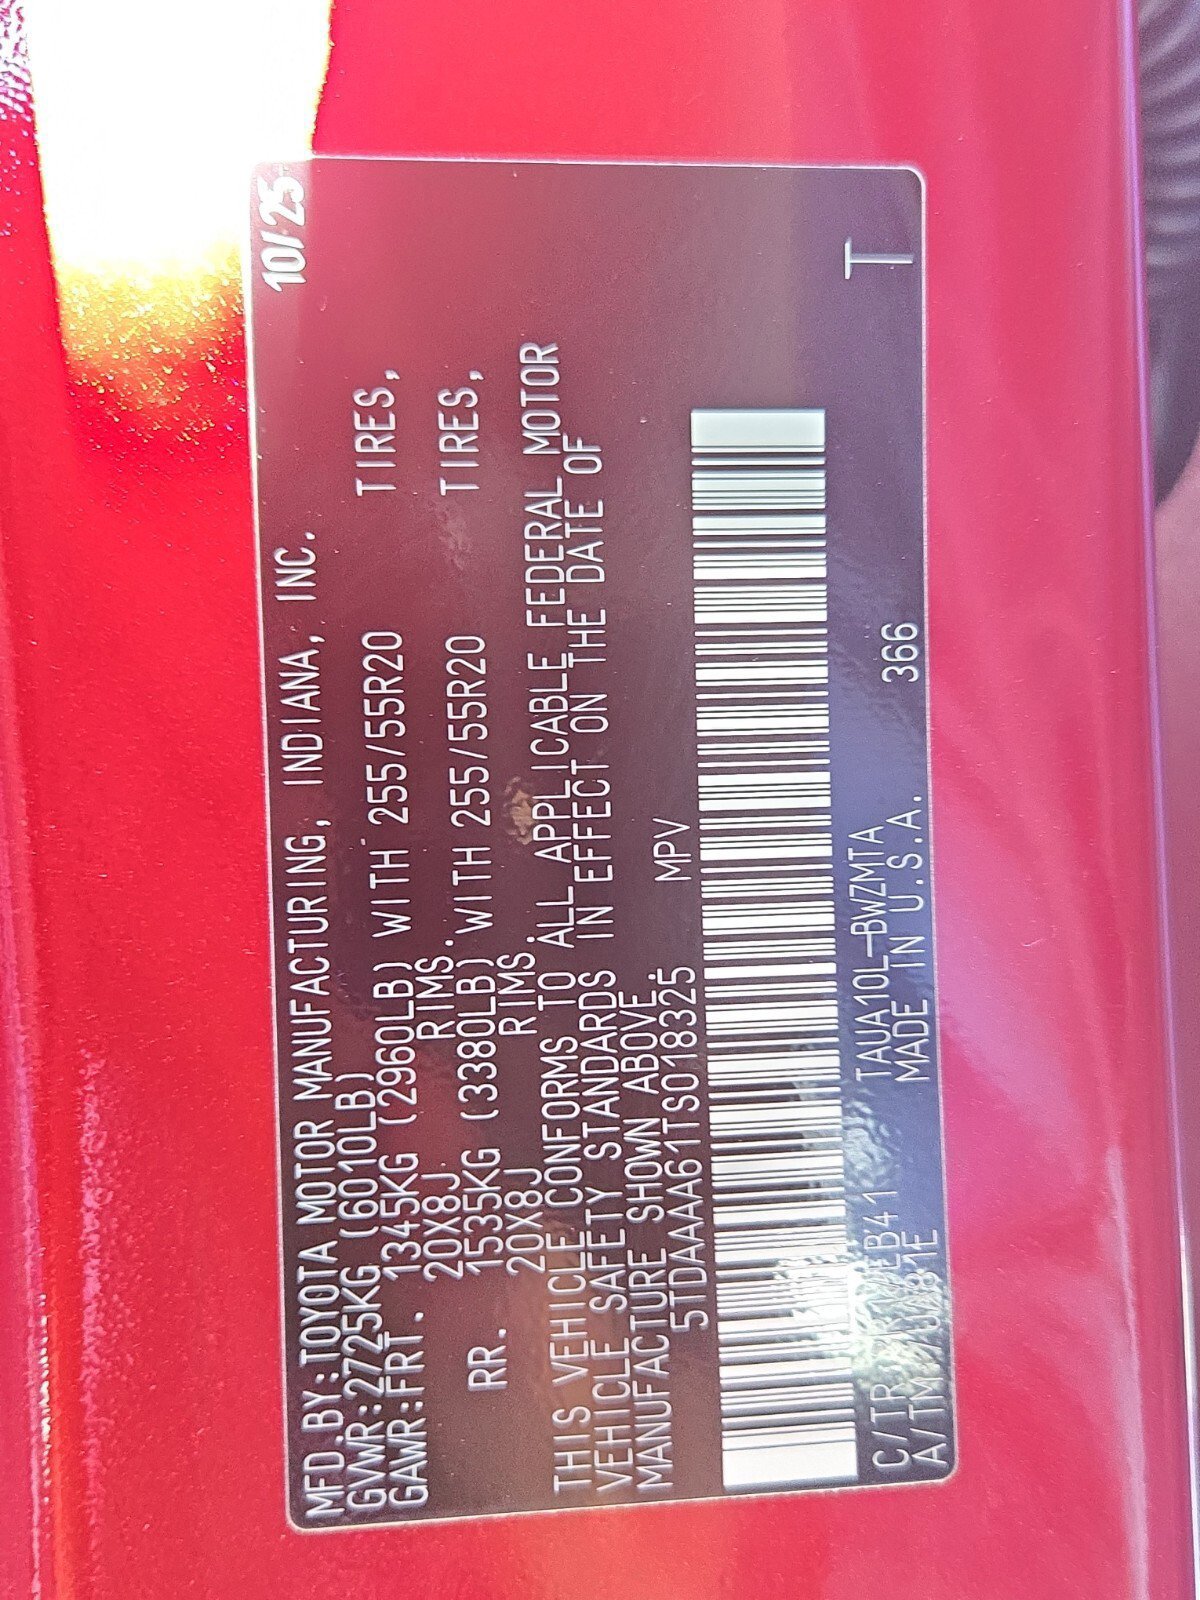 10/25
MFD.BY:TOYOTA MOTOR MANUFACTURING, INDIANA, INC.
GVWR:2725KG (6010LB)
GAWR:FRT. 1345KG (2960LB) WITH 255/55R20 TIRES,
20X8J RIMS.
RR. 1535KG (3380LB) WITH 255/55R20 TIRES,
20X8J RIMS.
THIS VEHICLE CONFORMS TO ALL APPLICABLE FEDERAL MOTOR
VEHICLE SAFETY STANDARDS IN EFFECT ON THE DATE OF
MANUFACTURE SHOWN ABOVE.
5TDAAAA61TS018325 MPV
C/TR EB41 TAUA10L-BWZMTA
A/TM MADE IN U.S.A. 366
T